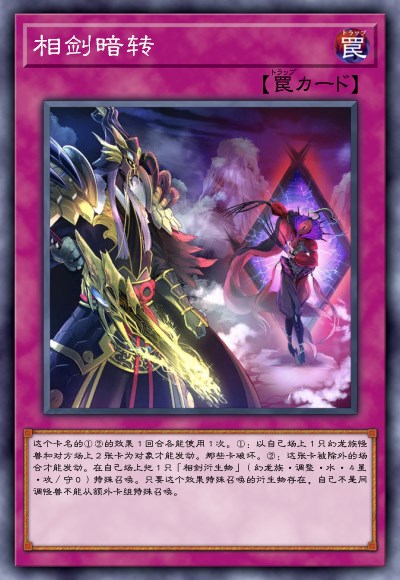 相剑暗转
トラップ
罠
トラップ
【罠カード】
这个卡名的①②的效果1回合各能使用1次。①：以自己场上1只幻龙族怪
兽和对方场上2张卡为对象才能发动。那些卡破坏。②：这张卡被除外的场
合才能发动。在自己场上把1只「相剑衍生物」（幻龙族·调整·水·4星
·攻／守0）特殊召唤。只要这个效果特殊召唤的衍生物存在，自己不是同
调怪兽不能从额外卡组特殊召唤。